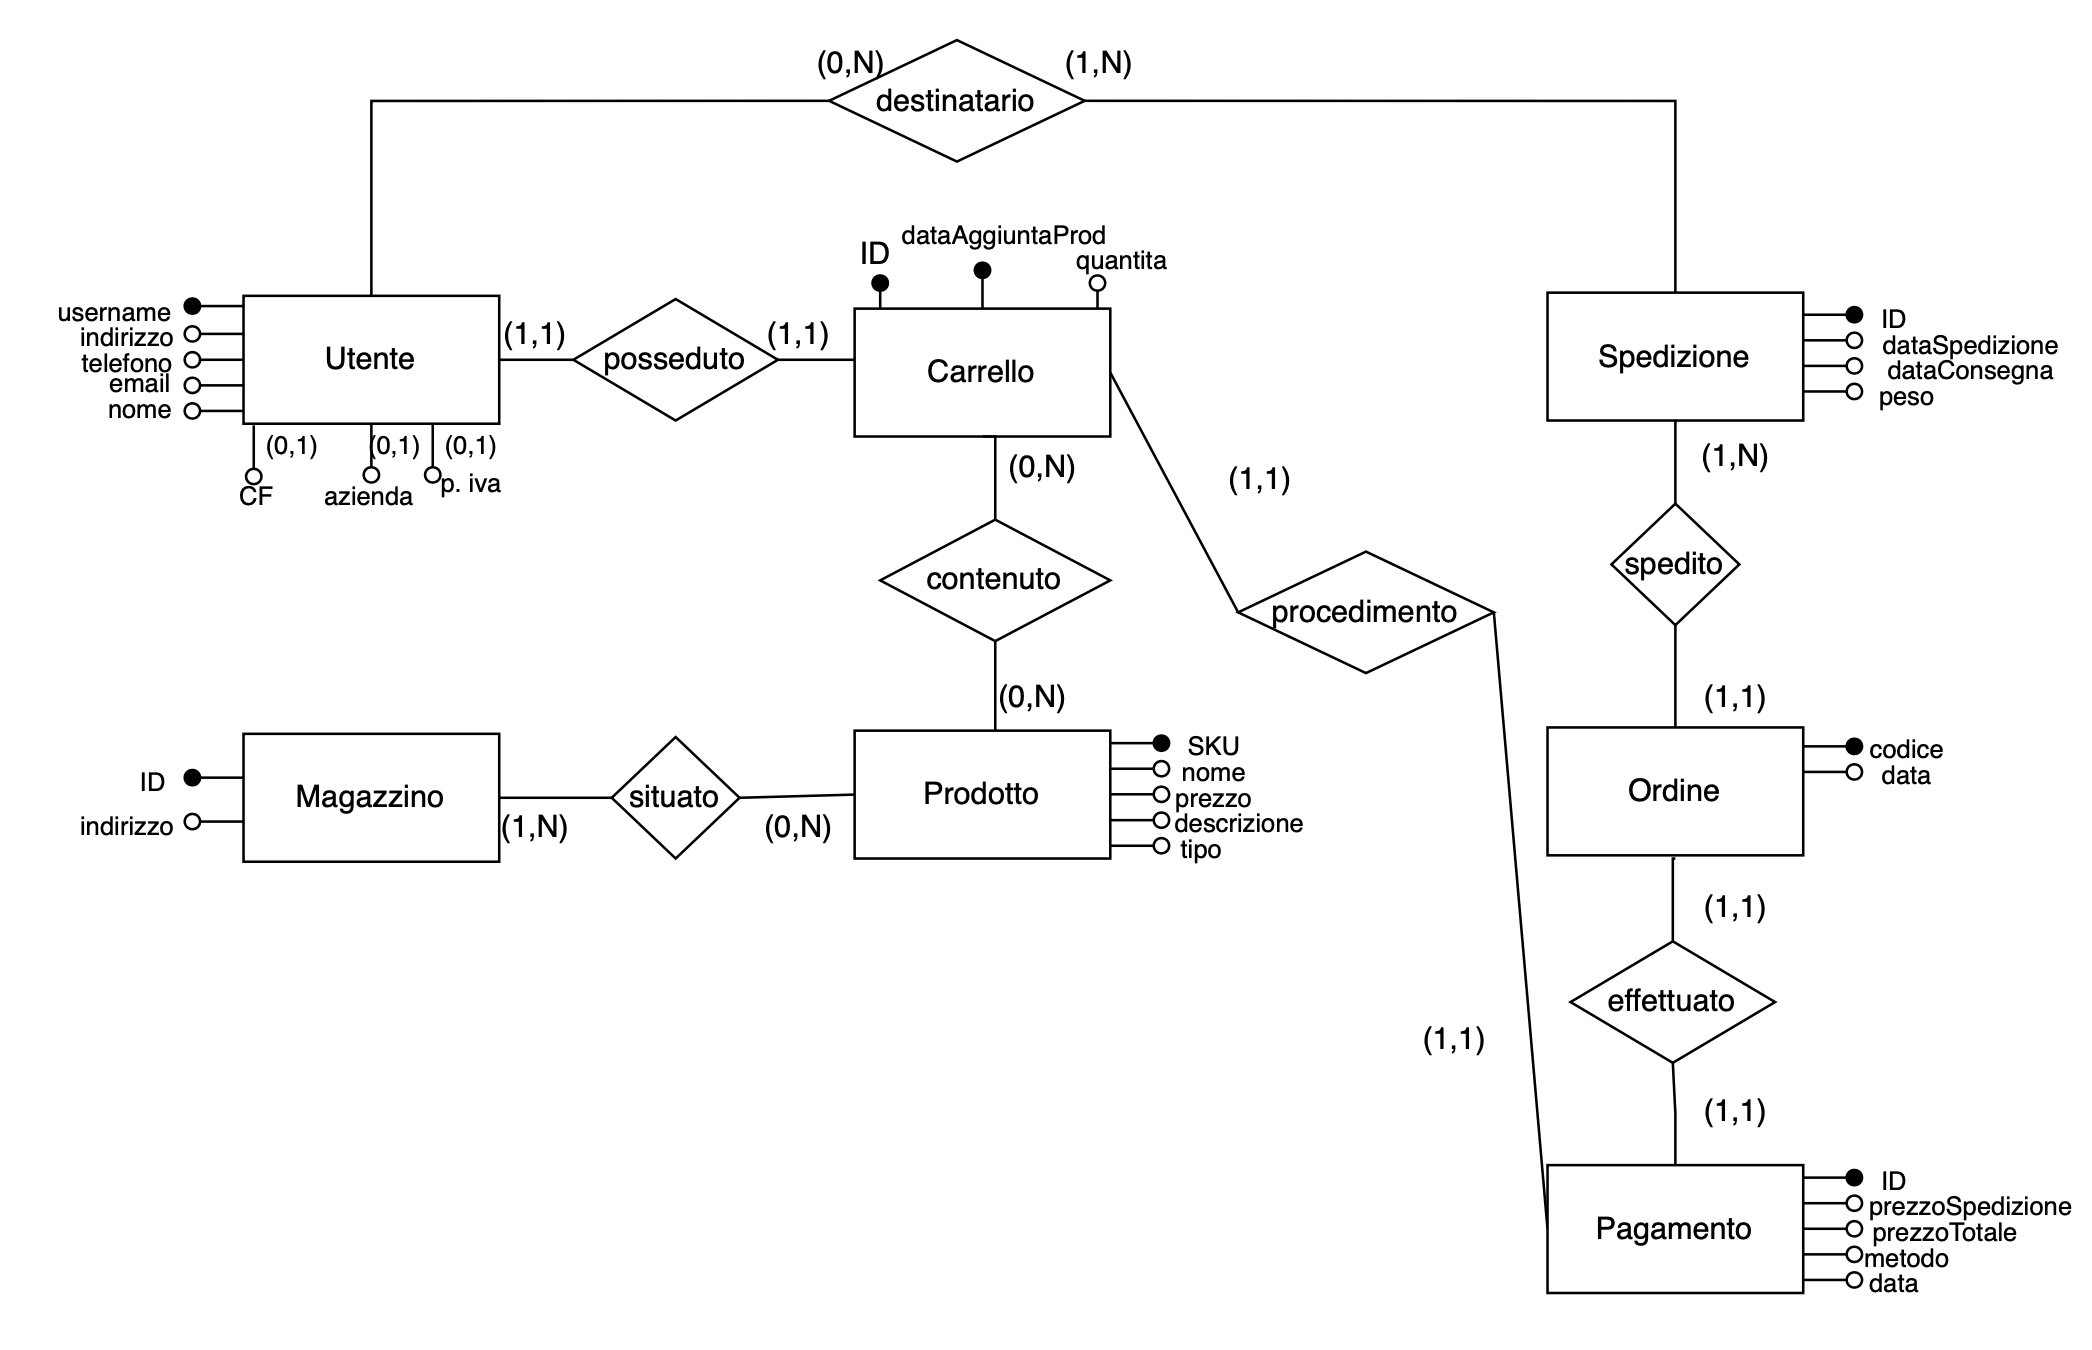 (0,N)
(1,N)
destinatario
ID
dataAggiuntaProd
quantita
username
indirizzo
telefono
email
nome
Utente
(0,1)
(0,1)
(0,1)
CF
azienda
p. iva
(1,1)
posseduto
(1,1)
Carrello
Spedizione
ID
dataSpedizione
dataConsegna
peso
(0,N)
(1,1)
(1,N)
contenuto
procedimento
spedito
(0,N)
(1,1)
ID
indirizzo
Magazzino
(1,N)
situato
(0,N)
Prodotto
SKU
nome
prezzo
descrizione
tipo
Ordine
codice
data
(1,1)
effettuato
(1,1)
(1,1)
Pagamento
ID
prezzoSpedizione
prezzoTotale
metodo
data